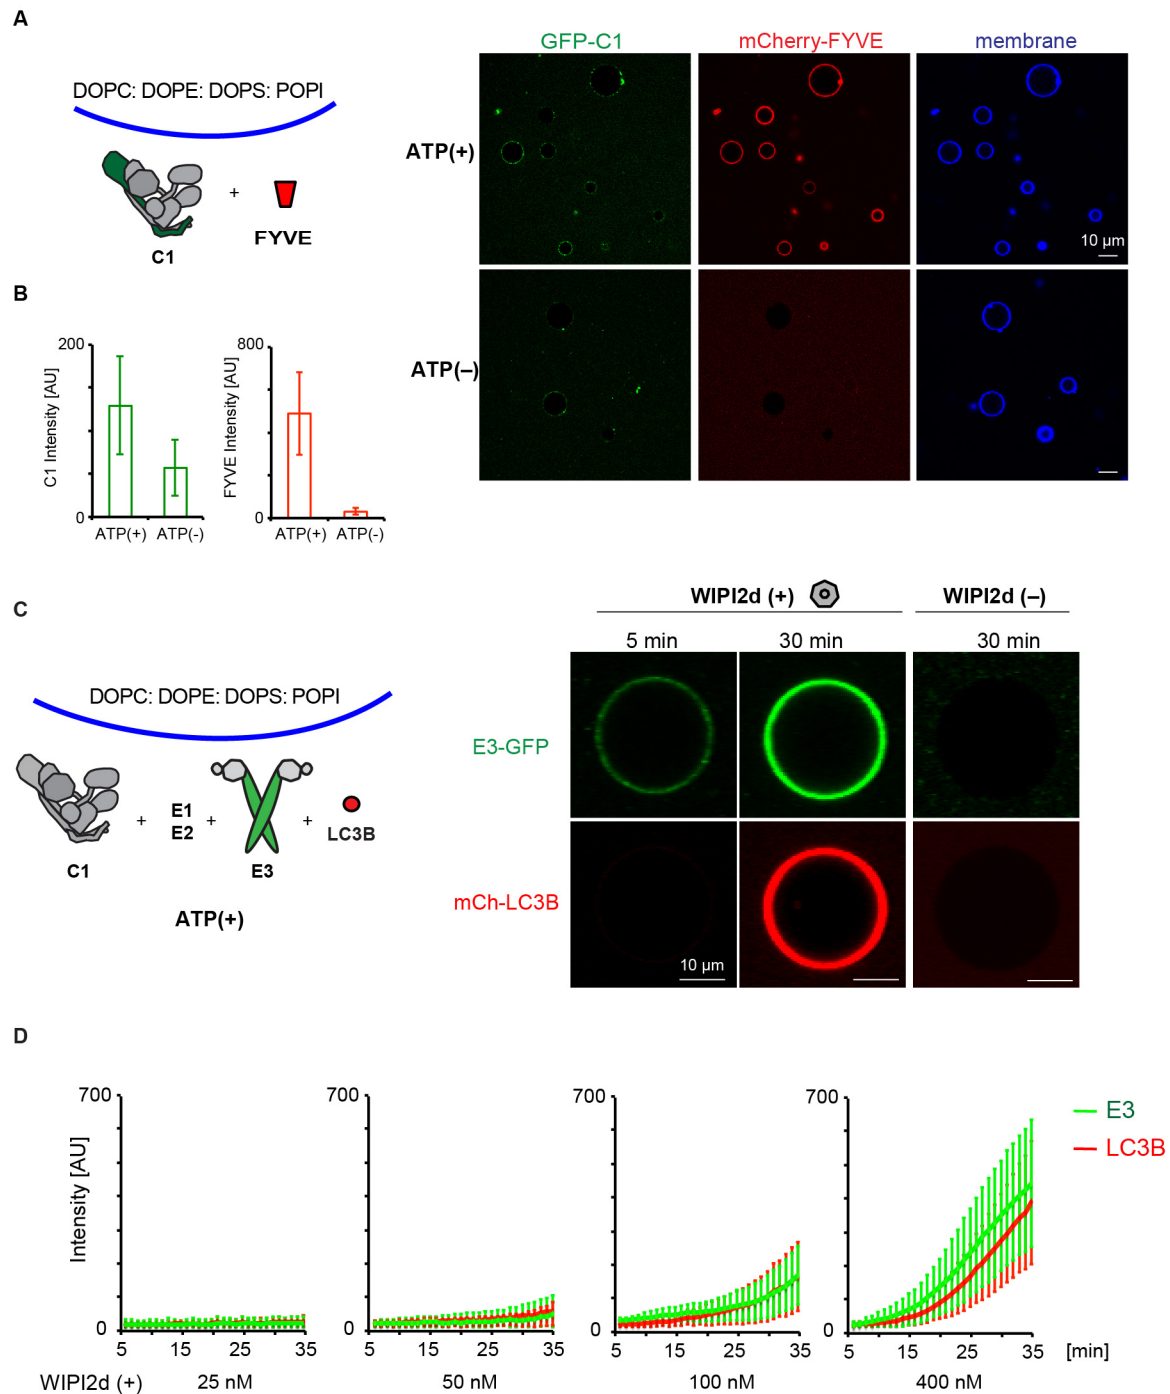 A
GFP-C1 mCherry-FYVE membrane
DOPC: DOPE: DOPS: POPI
ATP(+)
+
C1
FYVE
10 µm
B
200
C1 Intensity [AU]
0
ATP(+) ATP(-)
800
FYVE Intensity [AU]
0
ATP(+) ATP(-)
ATP(–)
C
WIPI2d (+) WIPI2d (–)
5 min 30 min 30 min
DOPC: DOPE: DOPS: POPI
E3-GFP
+ E1 + +
E2
LC3B
C1 E3
ATP(+)
mCh-LC3B
10 µm
D
700 700 700 700
Intensity [AU]
E3
LC3B
0 0 0 0
5 15 25 35 5 15 25 35 5 15 25 35 5 15 25 35 [min]
WIPI2d (+) 25 nM 50 nM 100 nM 400 nM